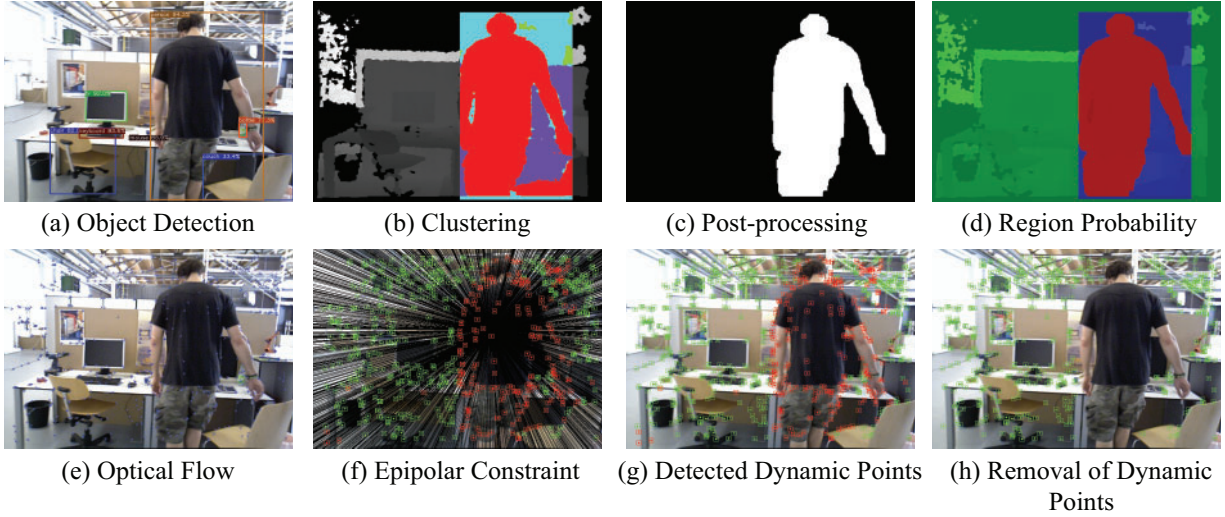 (a) Object Detection
(b) Clustering
(c) Post-processing
(d) Region Probability
(e) Optical Flow
(f) Epipolar Constraint
(g) Detected Dynamic Points
(h) Removal of Dynamic
Points